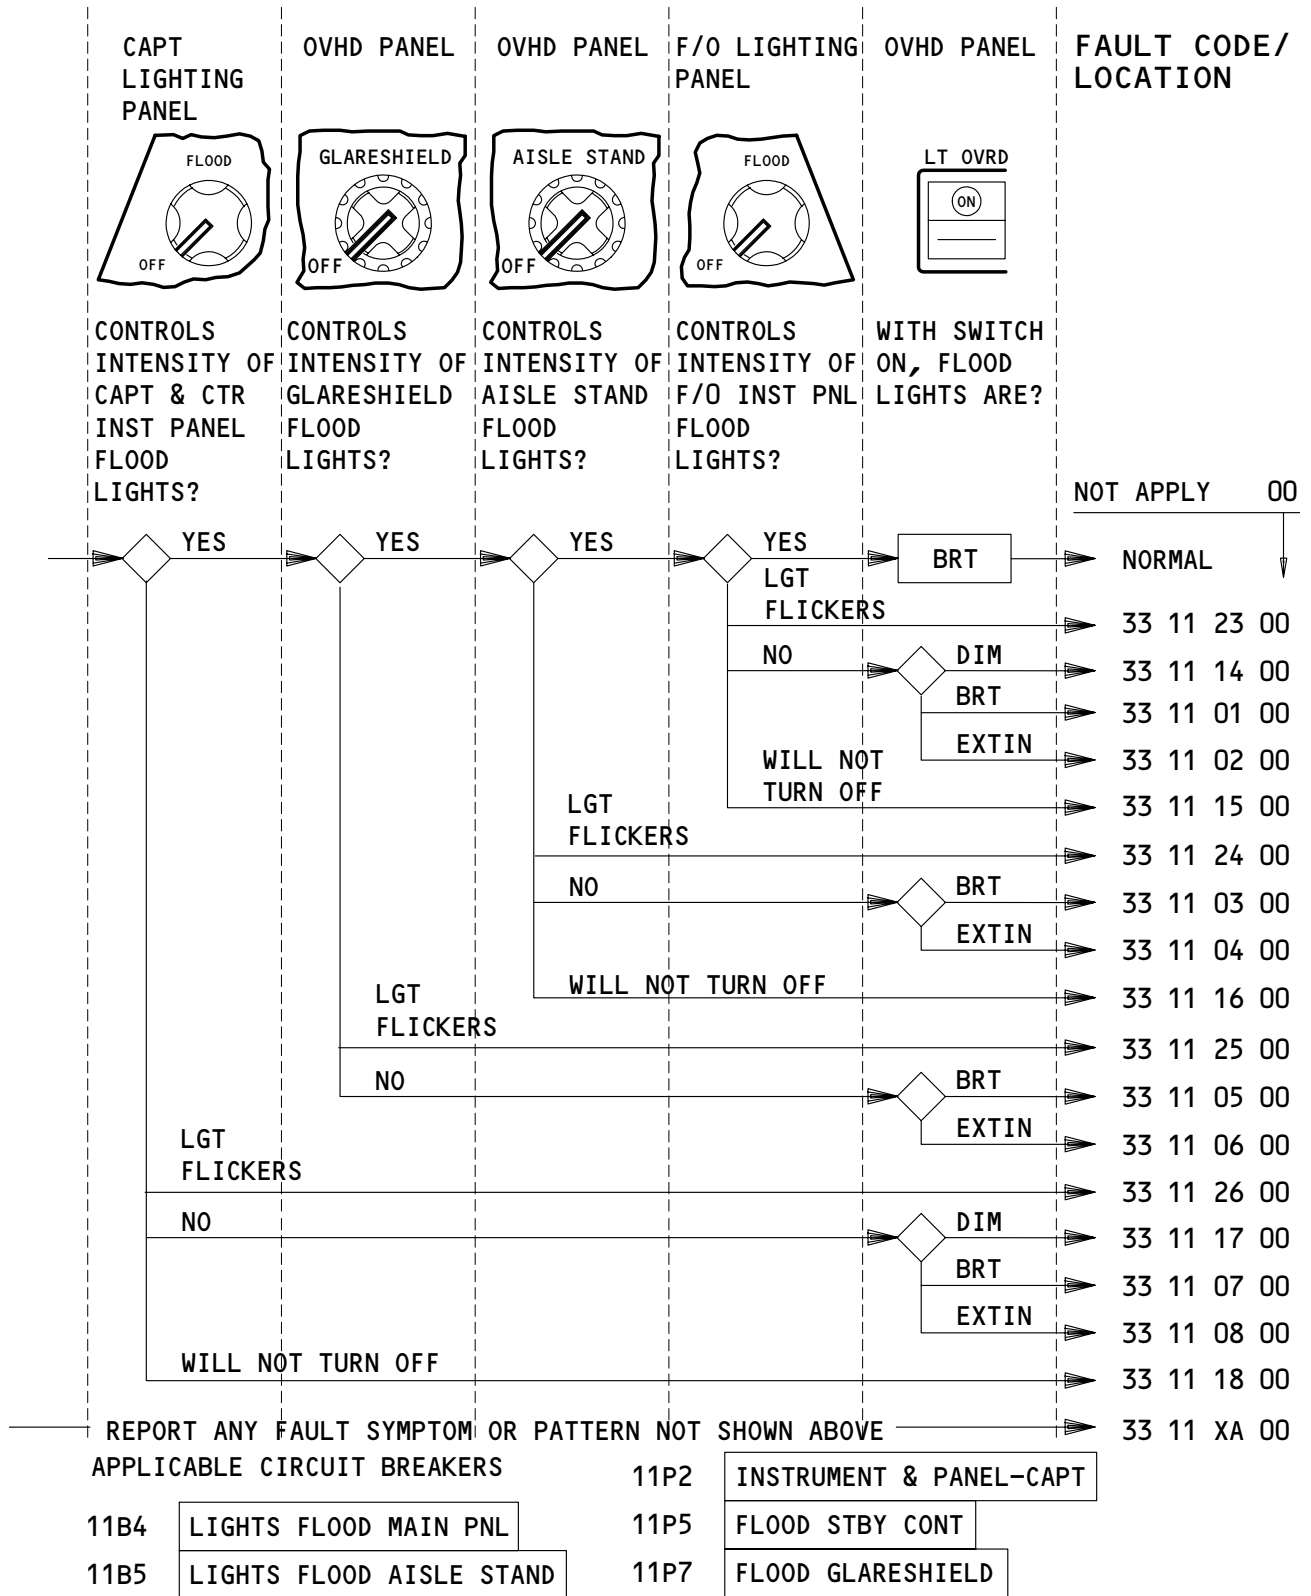 CAPT
LIGHTING
PANEL
OVHD PANEL
OVHD PANEL
F/O LIGHTING
PANEL
OVHD PANEL
FAULT CODE/
LOCATION
FLOOD
OFF
GLARESHIELD
OFF
AISLE STAND
OFF
FLOOD
OFF
LT OVRD
ON
CONTROLS
INTENSITY OF
CAPT & CTR
INST PANEL
FLOOD
LIGHTS?
CONTROLS
INTENSITY OF
GLARESHIELD
FLOOD
LIGHTS?
CONTROLS
INTENSITY OF
AISLE STAND
FLOOD
LIGHTS?
CONTROLS
INTENSITY OF
F/O INST PNL
FLOOD
LIGHTS?
WITH SWITCH
ON, FLOOD
LIGHTS ARE?
NOT APPLY 00
YES YES YES YES BRT NORMAL
LGT
FLICKERS 33 11 23 00
NO DIM 33 11 14 00
BRT 33 11 01 00
EXTIN 33 11 02 00
WILL NOT
TURN OFF 33 11 15 00
LGT
FLICKERS 33 11 24 00
NO BRT 33 11 03 00
EXTIN 33 11 04 00
WILL NOT TURN OFF 33 11 16 00
LGT
FLICKERS 33 11 25 00
NO BRT 33 11 05 00
EXTIN 33 11 06 00
LGT
FLICKERS 33 11 26 00
NO DIM 33 11 17 00
BRT 33 11 07 00
EXTIN 33 11 08 00
WILL NOT TURN OFF 33 11 18 00
REPORT ANY FAULT SYMPTOM OR PATTERN NOT SHOWN ABOVE 33 11 XA 00
APPLICABLE CIRCUIT BREAKERS
11B4 LIGHTS FLOOD MAIN PNL
11B5 LIGHTS FLOOD AISLE STAND
11P2 INSTRUMENT & PANEL-CAPT
11P5 FLOOD STBY CONT
11P7 FLOOD GLARESHIELD